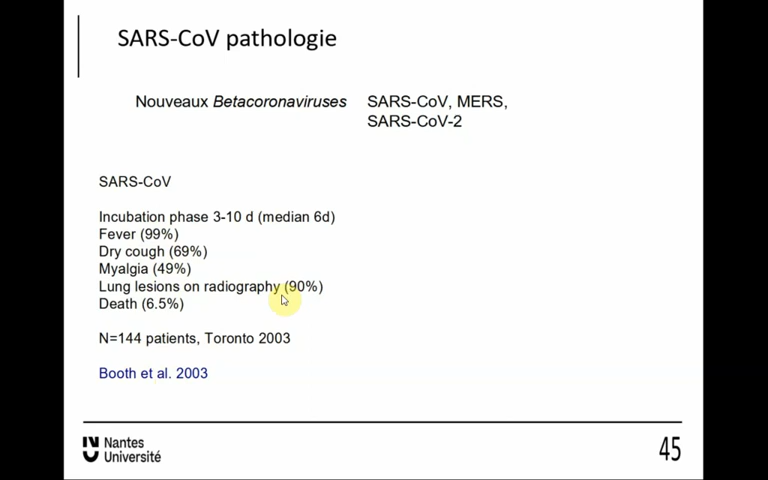 SARS-CoV pathologie
Nouveaux Betacoronaviruses SARS-CoV, MERS,
SARS-CoV-2
SARS-CoV
Incubation phase 3-10 d (median 6d)
Fever (99%)
Dry cough (69%)
Myalgia (49%)
Lung lesions on radiography (90%)
Death (6.5%)
N=144 patients, Toronto 2003
Booth et al. 2003
Nantes
Université
45